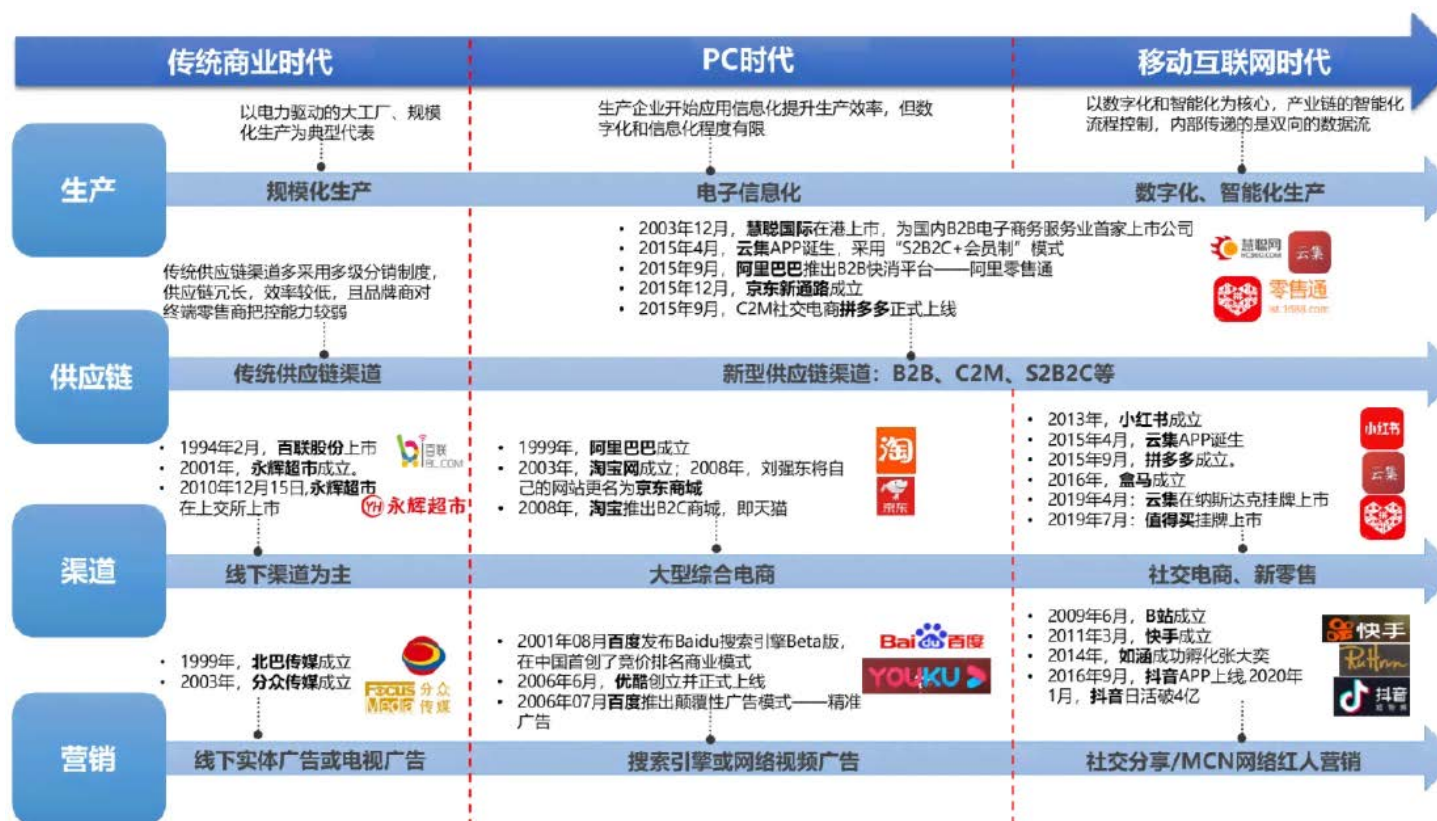 传统商业时代
PC时代
移动互联网时代
以电力驱动的大工厂、规模
化生产为典型代表
生产企业开始应用信息化提升生产效率，但数
字化和信息化程度有限
以数字化和智能化为核心，产业链的智能化
流程控制，内部传递的是双向的数据流
生产
规模化生产
电子信息化
数字化、智能化生产
传统供应链渠道多采用多级分销制度，
供应链冗长，效率较低，且品牌商对
终端零售商把控能力较弱
• 2003年12月，慧聪国际在港上市，为国内B2B电子商务服务业首家上市公司
• 2015年4月，云集APP诞生，采用“S2B2C+会员制”模式
• 2015年9月，阿里巴巴推出B2B快消平台——阿里零售通
• 2015年12月，京东新通路成立
• 2015年9月，C2M社交电商拼多多正式上线
慧聪网
云集
零售通
供应链
传统供应链渠道
新型供应链渠道：B2B、C2M、S2B2C等
• 1994年2月，百联股份上市
• 2001年，永辉超市成立。
• 2010年12月15日,永辉超市
在上交所上市
百联
BL.COM
YH 永辉超市
• 1999年，阿里巴巴成立
• 2003年，淘宝网成立；2008年，刘强东将自
己的网站更名为京东商城
• 2008年，淘宝推出B2C商城，即天猫
淘
京东
• 2013年，小红书成立
• 2015年4月，云集APP诞生
• 2015年9月，拼多多成立。
• 2016年，盒马成立
• 2019年4月：云集在纳斯达克挂牌上市
• 2019年7月：值得买挂牌上市
小红书
云集
渠道
线下渠道为主
大型综合电商
社交电商、新零售
• 1999年，北巴传媒成立
• 2003年，分众传媒成立
Focus 分众
Media 传媒
• 2001年08月百度发布Baidu搜索引擎Beta版，
在中国首创了竞价排名商业模式
• 2006年6月，优酷创立并正式上线
• 2006年07月百度推出颠覆性广告模式——精准
广告
Baidu百度
YOUKU
• 2009年6月，B站成立
• 2011年3月，快手成立
• 2014年，如涵成功孵化张大奕
• 2016年9月，抖音APP上线,2020年
1月，抖音日活破4亿
快手
RuHnn
抖音
营销
线下实体广告或电视广告
搜索引擎或网络视频广告
社交分享/MCN网络红人营销